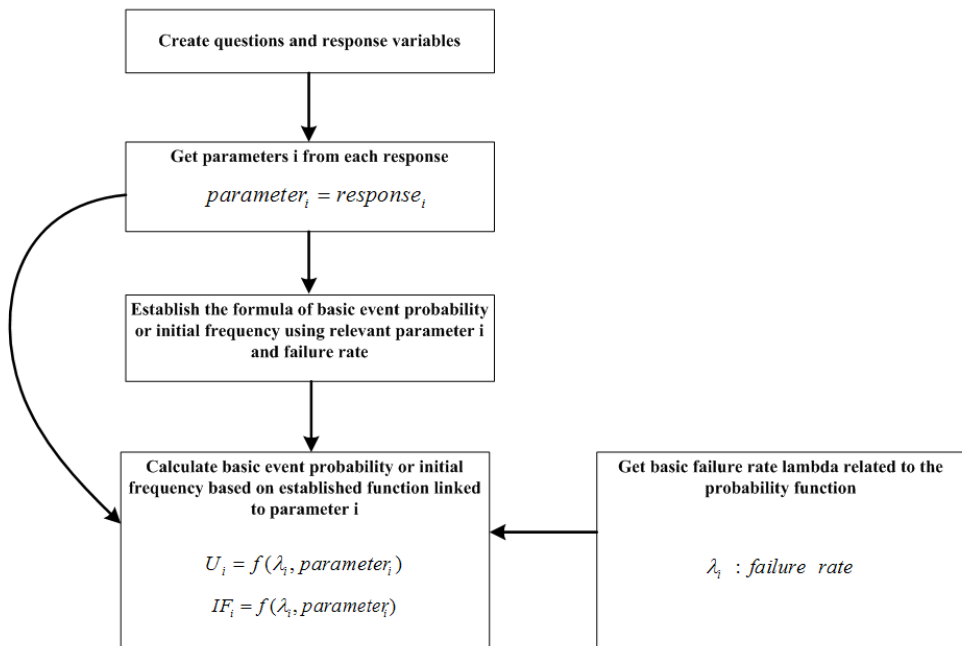 Create questions and response variables
Get parameters i from each response
parameter_i = response_i
Establish the formula of basic event probability
or initial frequency using relevant parameter i
and failure rate
Calculate basic event probability or initial
frequency based on established function linked
to parameter i
U_i = f(λ_i, parameter_i)
IF_i = f(λ_i, parameter_i)
Get basic failure rate lambda related to the
probability function
λ_i : failure rate